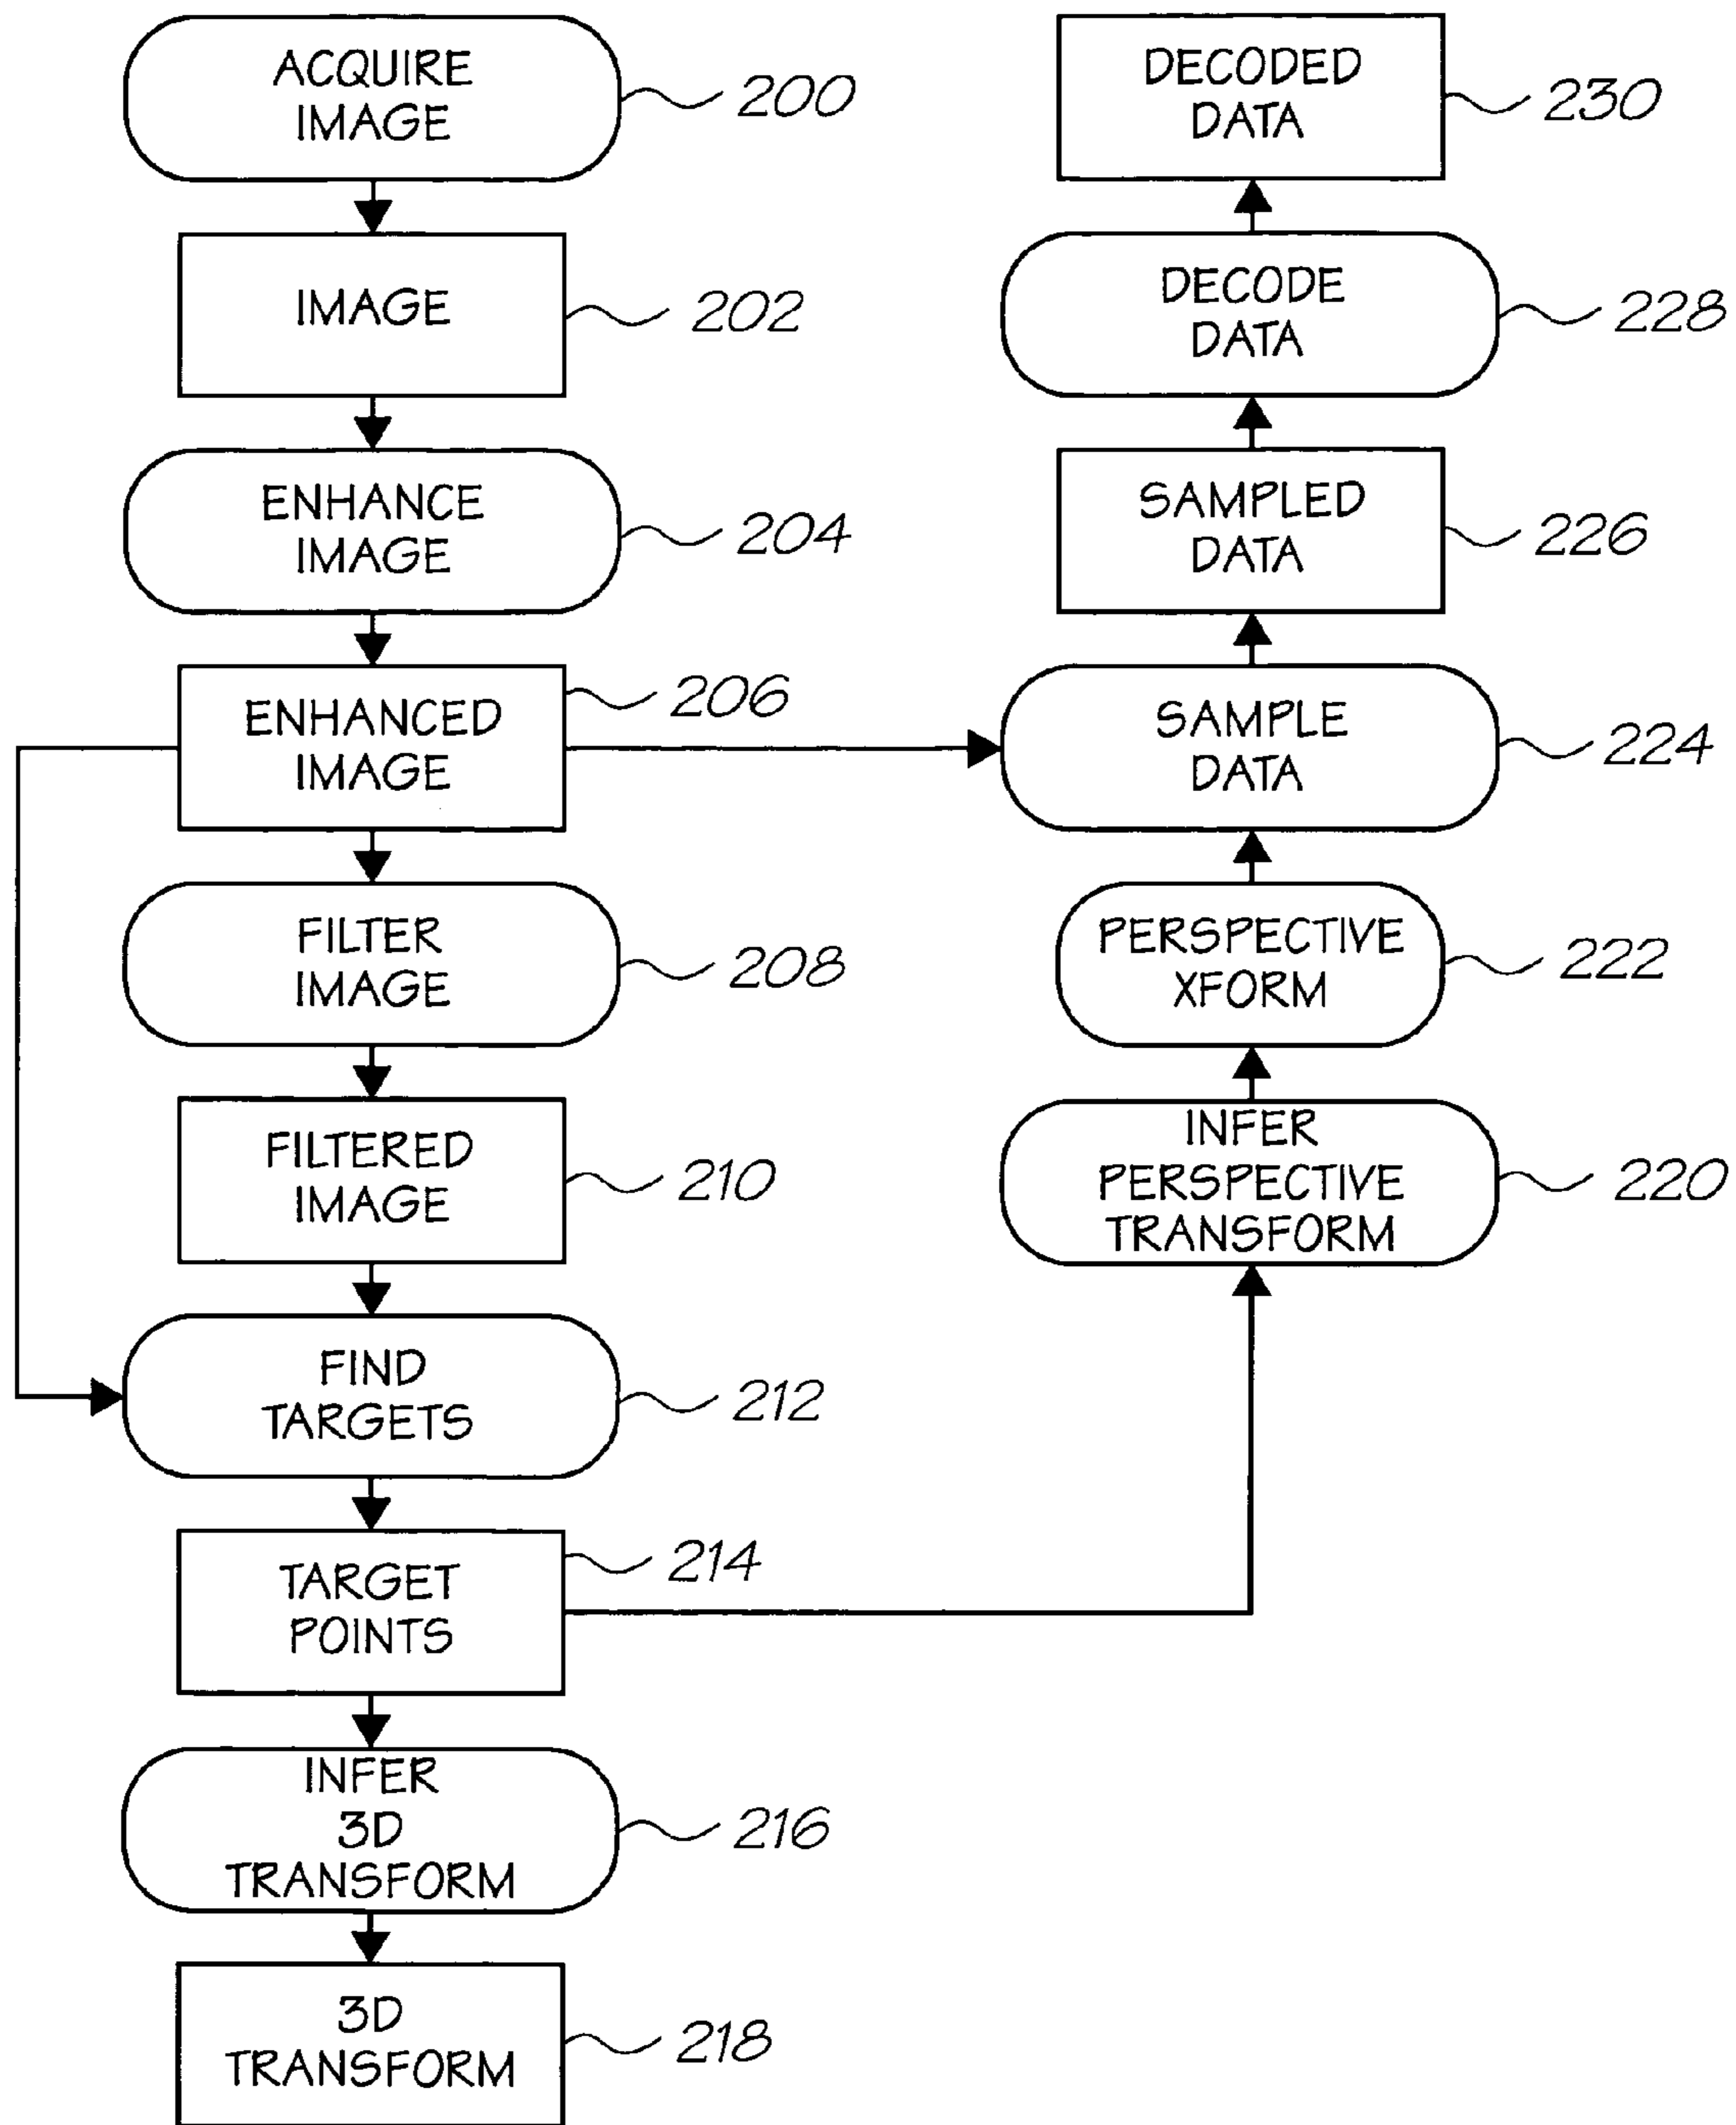 ACQUIRE
IMAGE
200
IMAGE
202
ENHANCE
IMAGE
204
ENHANCED
IMAGE
206
FILTER
IMAGE
208
FILTERED
IMAGE
210
FIND
TARGETS
212
TARGET
POINTS
214
INFER
3D
TRANSFORM
216
3D
TRANSFORM
218
DECODED
DATA
230
DECODE
DATA
228
SAMPLED
DATA
226
SAMPLE
DATA
224
PERSPECTIVE
XFORM
222
INFER
PERSPECTIVE
TRANSFORM
220